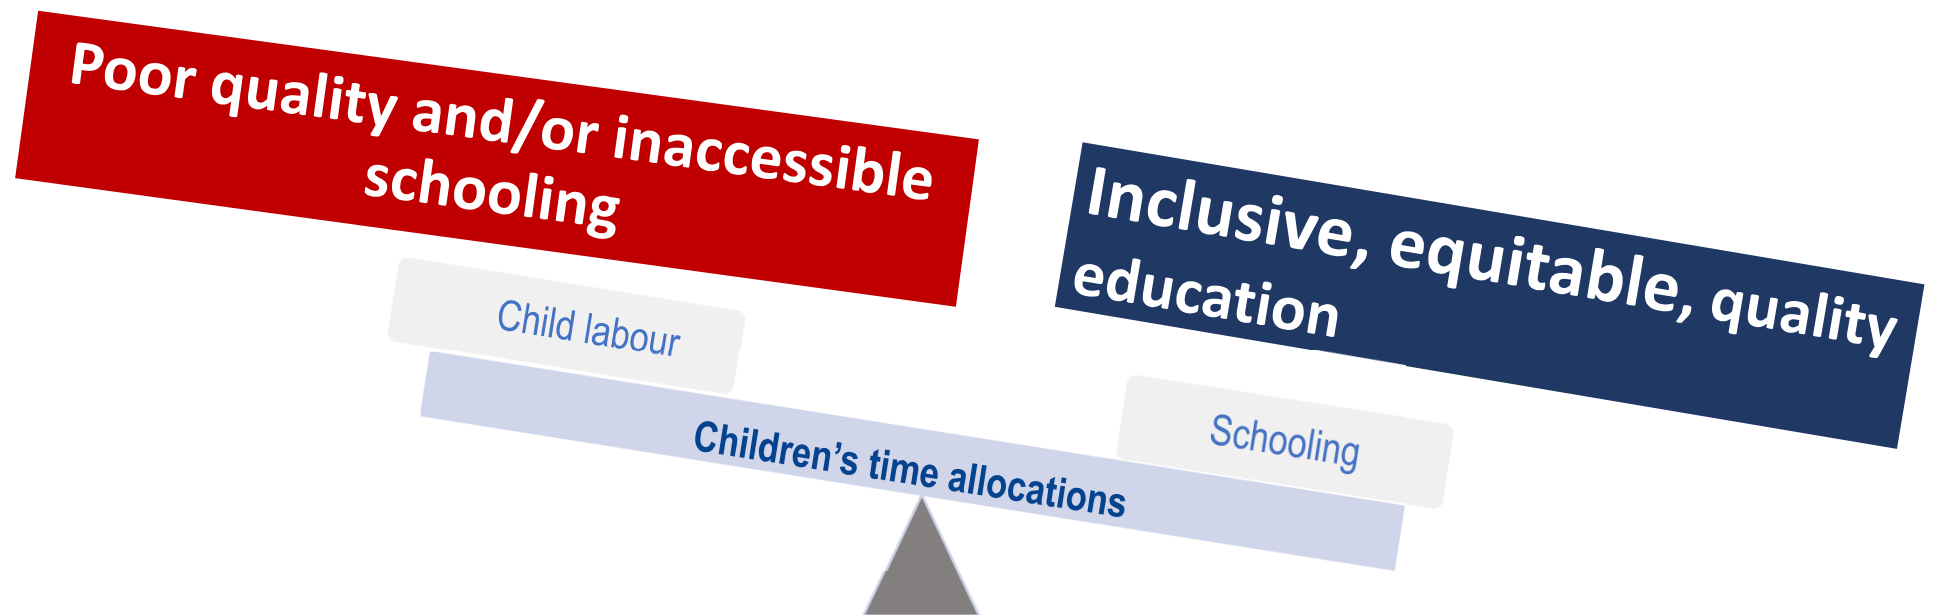 Poor quality and/or inaccessible
schooling
Inclusive, equitable, quality
education
Child labour
Schooling
Children’s time allocations